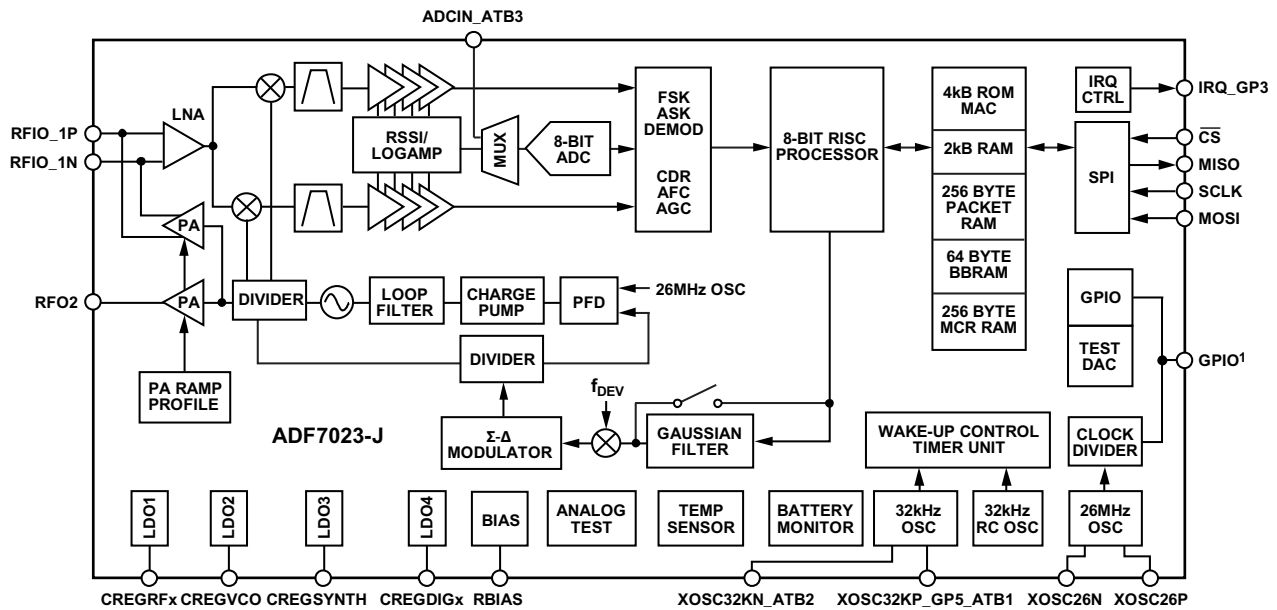 ADCIN_ATB3
RFIO_1P
RFIO_1N
LNA
RSSI/
LOGAMP
MUX
8-BIT
ADC
FSK
ASK
DEMOD
CDR
AFC
AGC
8-BIT RISC
PROCESSOR
4kB ROM
MAC
2kB RAM
256 BYTE
PACKET
RAM
64 BYTE
BBRAM
256 BYTE
MCR RAM
IRQ
CTRL
SPI
IRQ_GP3
C̅S̅
MISO
SCLK
MOSI
PA
PA
RFO2
DIVIDER
LOOP
FILTER
CHARGE
PUMP
PFD
26MHz OSC
DIVIDER
GPIO
TEST
DAC
GPIO¹
PA RAMP
PROFILE
fDEV
ADF7023-J
Σ-Δ
MODULATOR
GAUSSIAN
FILTER
WAKE-UP CONTROL
TIMER UNIT
CLOCK
DIVIDER
LDO1
LDO2
LDO3
LDO4
BIAS
ANALOG
TEST
TEMP
SENSOR
BATTERY
MONITOR
32kHz
OSC
32kHz
RC OSC
26MHz
OSC
CREGRFx
CREGVCO
CREGSYNTH
CREGDIGx
RBIAS
XOSC32KN_ATB2
XOSC32KP_GP5_ATB1
XOSC26N
XOSC26P